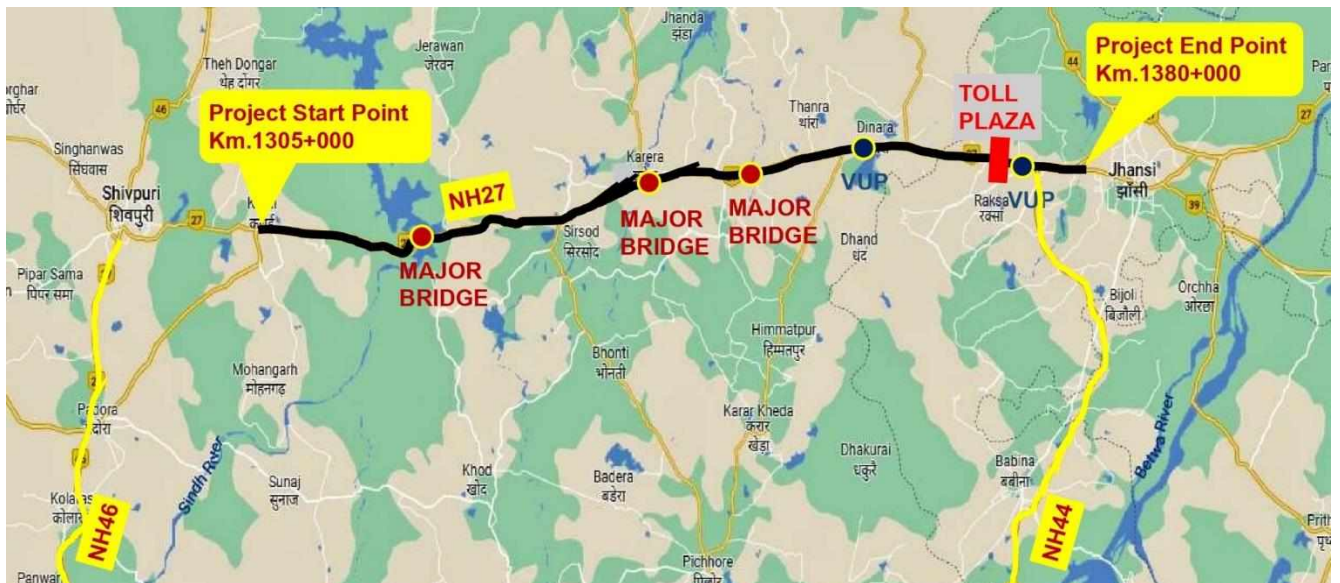 Jhanda
झंडा
Jerawan
जेरवन
Theh Dongar
थेह दोंगर
46
44
Project End Point
Km.1380+000
Project Start Point
Km.1305+000
TOLL
PLAZA
Thanra
थांरा
Dinara
27
Singhanwas
सिंघवास
Karera
NH27
VUP
VUP
Jhansi
झाँसी
Shivpuri
शिवपुरी
27
Raksa
रक्सा
39
MAJOR
BRIDGE
MAJOR
BRIDGE
MAJOR
BRIDGE
Sirsod
सिरसोद
Dhand
धंद
Pipar Sama
पिपर समा
Bijoli
बिजौली
Orchha
ओरछा
Himmatpur
हिम्मतपुर
Bhonti
भोनती
Mohangarh
मोहनगढ़
Padora
Karar Kheda
करार
खेड़ा
Dhakurai
धकुरै
Sindh River
Betwa River
Khod
खोद
Badera
बडेरा
Sunaj
सुनाज
Babina
बबीना
Kolaras
NH46
NH44
Pichhore
Panwar